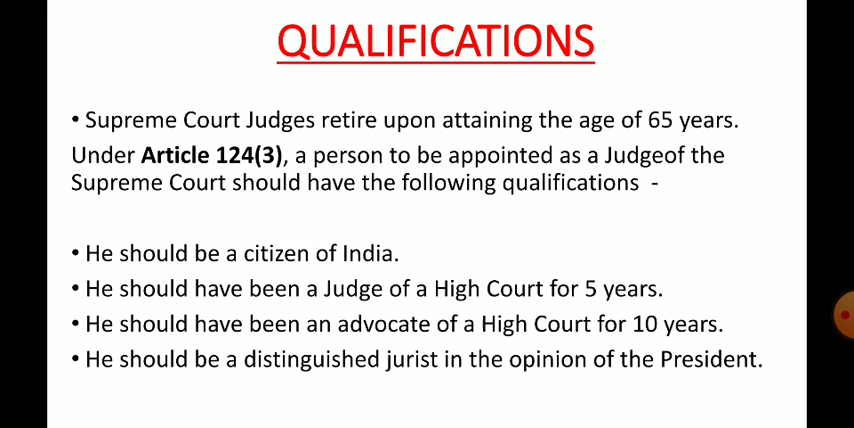 QUALIFICATIONS
• Supreme Court Judges retire upon attaining the age of 65 years.
Under Article 124(3), a person to be appointed as a Judgeof the
Supreme Court should have the following qualifications -
• He should be a citizen of India.
• He should have been a Judge of a High Court for 5 years.
• He should have been an advocate of a High Court for 10 years.
• He should be a distinguished jurist in the opinion of the President.